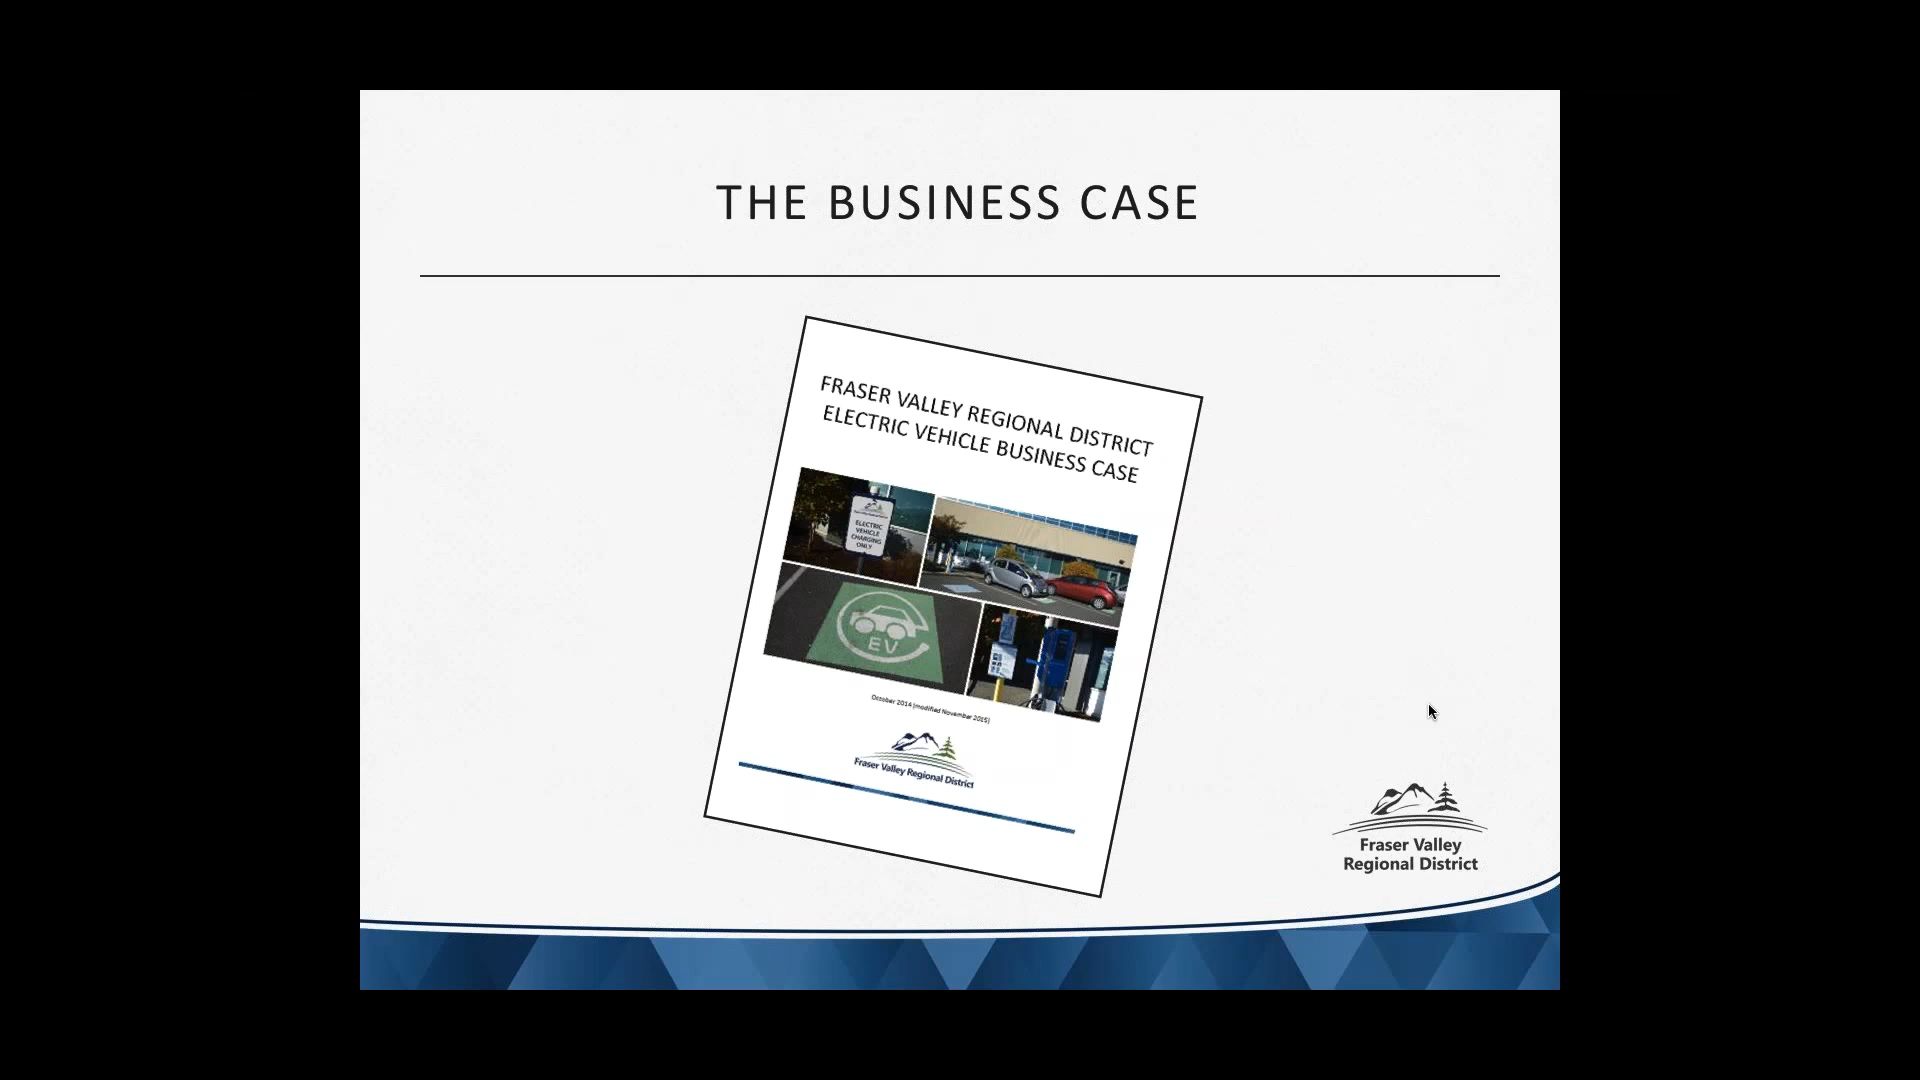 THE BUSINESS CASE
FRASER VALLEY REGIONAL DISTRICT
ELECTRIC VEHICLE BUSINESS CASE
ELECTRIC
VEHICLE
CHARGING
ONLY
EV
October 2014 (modified November 2015)
Fraser Valley Regional District
Fraser Valley
Regional District